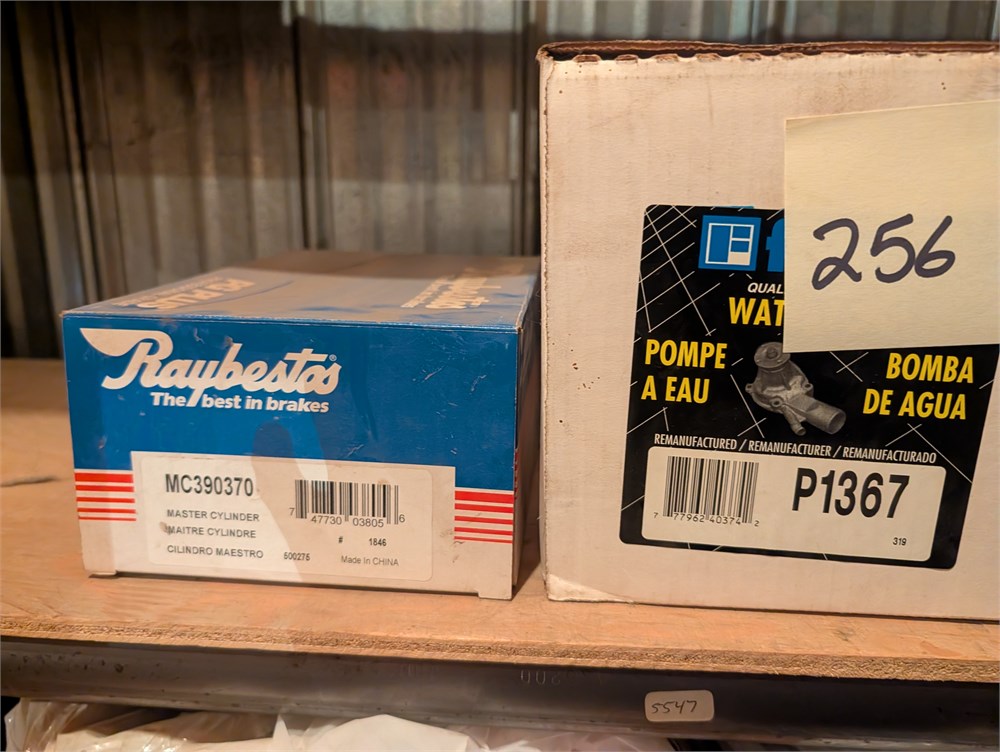 Raybestos®
The best in brakes
MC390370
MASTER CYLINDER
MAITRE CYLINDRE
CILINDRO MAESTRO
500275
7 47730 03805 6
# 1846
Made in CHINA
256
QUAL
WAT
POMPE
A EAU
BOMBA
DE AGUA
REMANUFACTURED / REMANUFACTURER / REMANUFACTURADO
P1367
7 77962 40374 2
319
5547